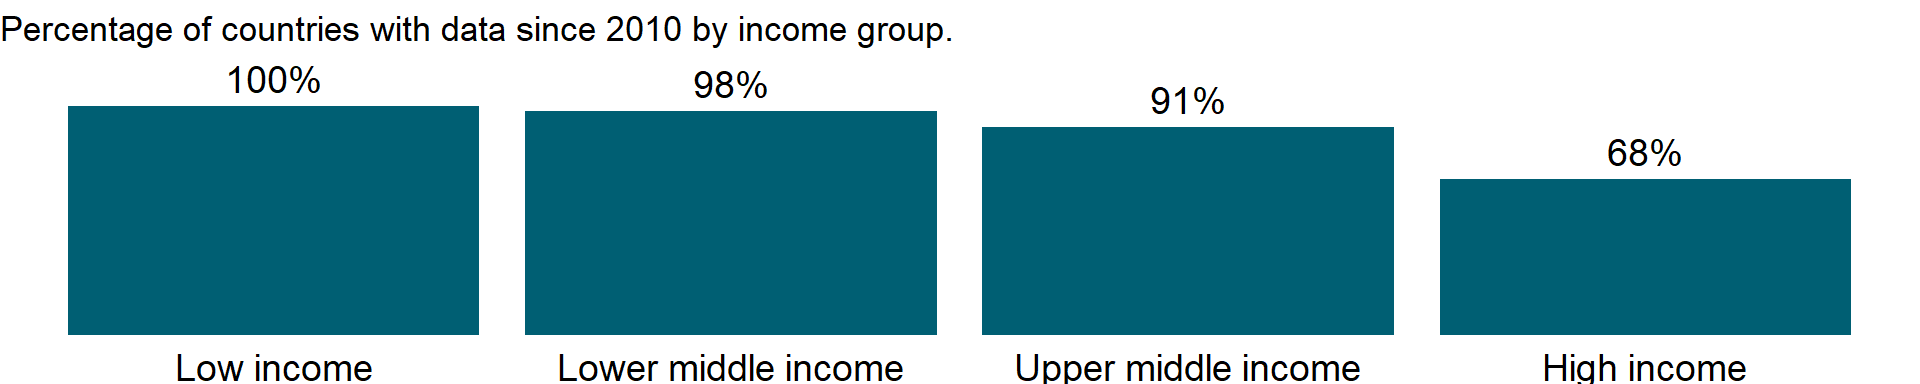 Percentage of countries with data since 2010 by income group.
100%
98%
91%
68%
Low income
Lower middle income
Upper middle income
High income